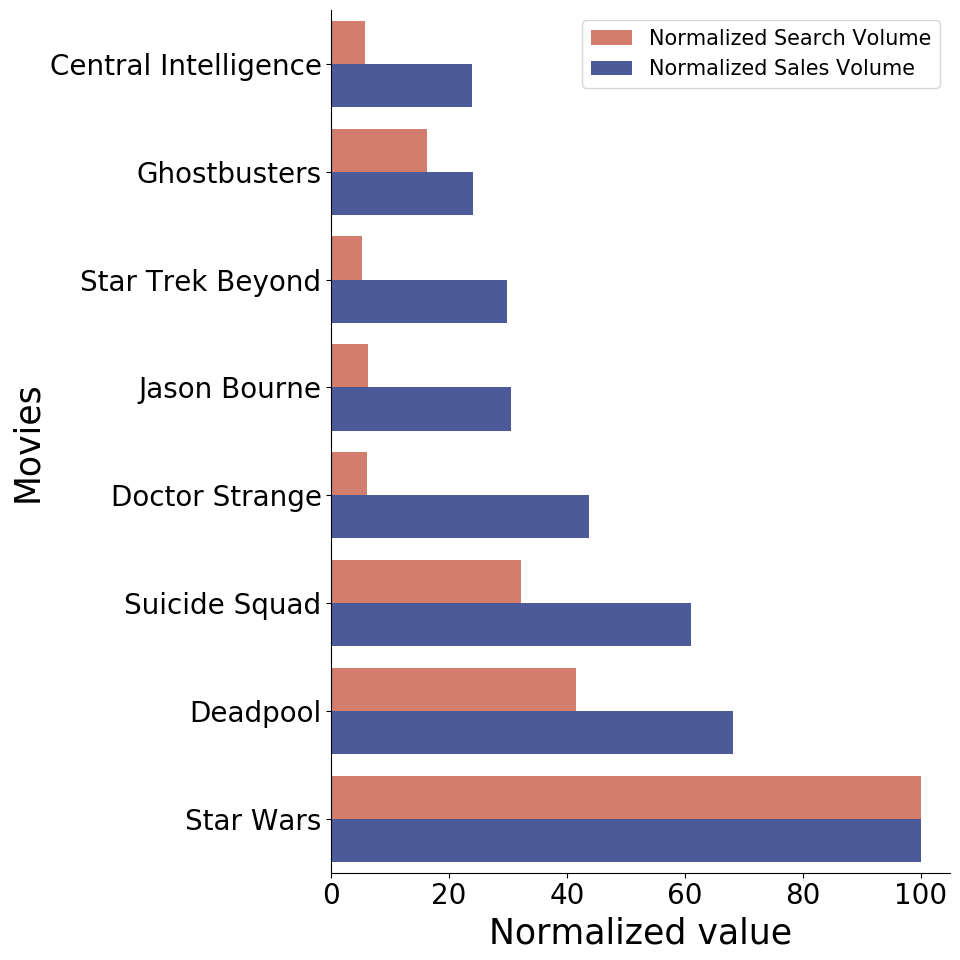 Normalized Search Volume
Normalized Sales Volume
Central Intelligence
Ghostbusters
Star Trek Beyond
Jason Bourne
Doctor Strange
Suicide Squad
Deadpool
Star Wars
Movies
0 20 40 60 80 100
Normalized value